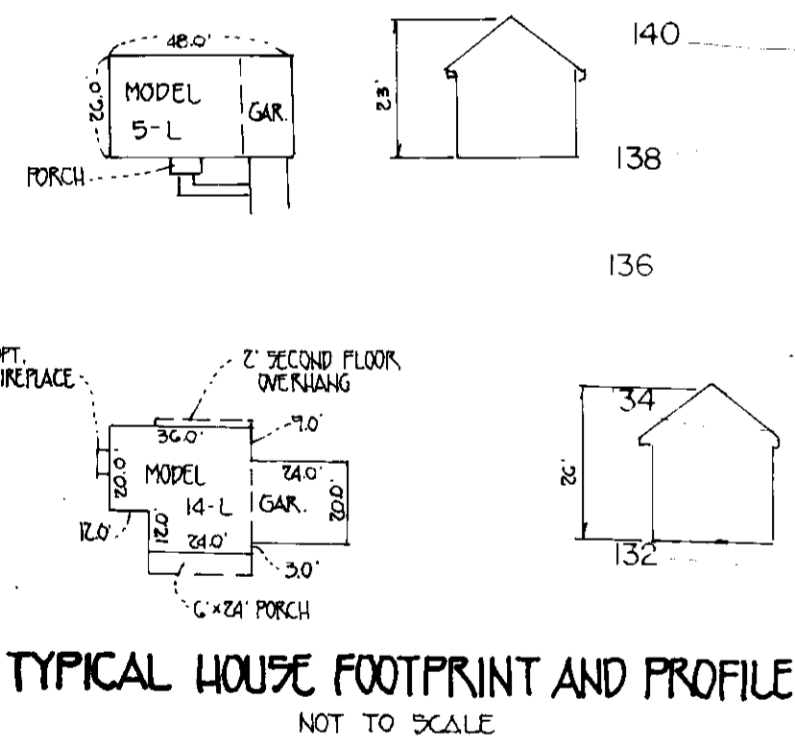 48.0'
140
26.0'
MODEL
5-L
GAR.
23'
138
PORCH
136
OPT.
FIREPLACE
2' SECOND FLOOR
OVERHANG
134
36.0'
9.0'
20.0'
MODEL
14-L
24.0'
GAR.
20.0'
22'
12.0'
12.0'
24.0'
3.0'
132
6'x24' PORCH
TYPICAL HOUSE FOOTPRINT AND PROFILE
NOT TO SCALE